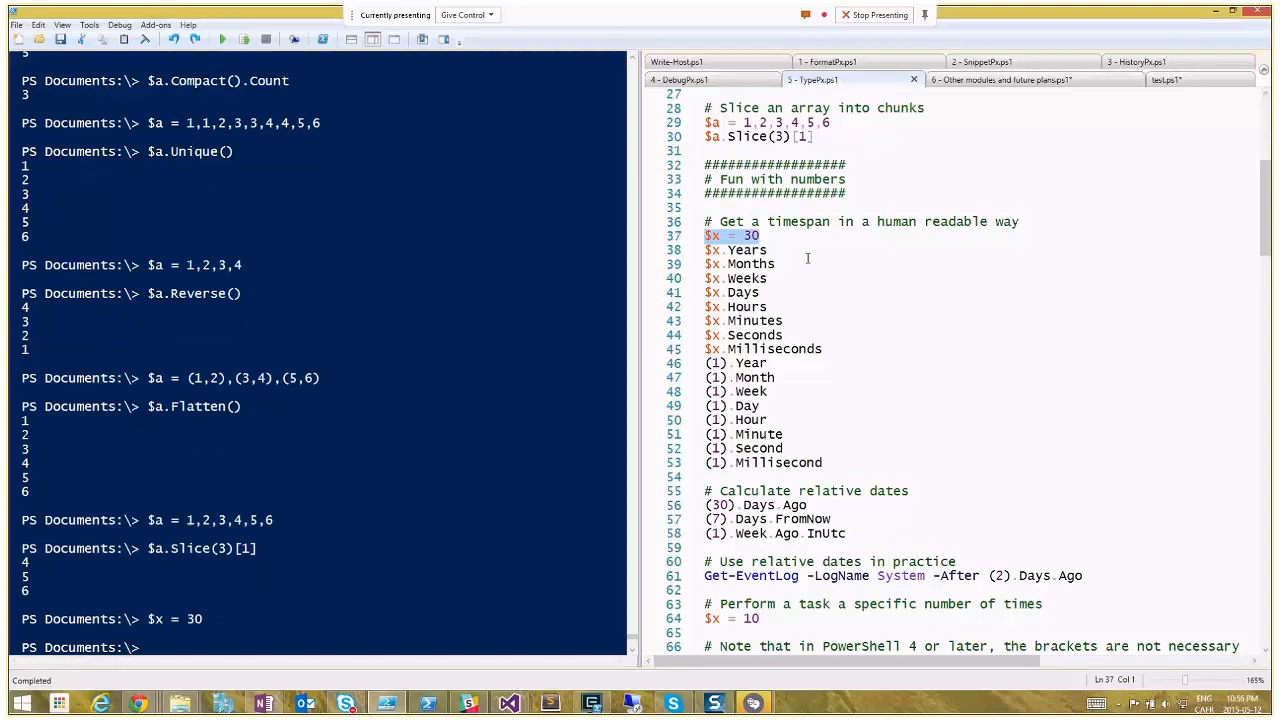 Currently presenting
Give Control
Stop Presenting
File Edit View Tools Debug Add-ons Help
5
PS Documents:\> $a.Compact().Count
3
PS Documents:\> $a = 1,1,2,3,3,4,4,5,6
PS Documents:\> $a.Unique()
1
2
3
4
5
6
PS Documents:\> $a = 1,2,3,4
PS Documents:\> $a.Reverse()
4
3
2
1
PS Documents:\> $a = (1,2),(3,4),(5,6)
PS Documents:\> $a.Flatten()
1
2
3
4
5
6
PS Documents:\> $a = 1,2,3,4,5,6
PS Documents:\> $a.Slice(3)[1]
4
5
6
PS Documents:\> $x = 30
PS Documents:\>
Write-Host.ps1 1 - FormatPx.ps1 2 - SnippetPx.ps1 3 - HistoryPx.ps1
4 - DebugPx.ps1 5 - TypePx.ps1 6 - Other modules and future plans.ps1* test.ps1*
27
28 # Slice an array into chunks
29 $a = 1,2,3,4,5,6
30 $a.Slice(3)[1]
31
32 ##################
33 # Fun with numbers
34 ##################
35
36 # Get a timespan in a human readable way
37 $x = 30
38 $x.Years
39 $x.Months
40 $x.Weeks
41 $x.Days
42 $x.Hours
43 $x.Minutes
44 $x.Seconds
45 $x.Milliseconds
46 (1).Year
47 (1).Month
48 (1).Week
49 (1).Day
50 (1).Hour
51 (1).Minute
52 (1).Second
53 (1).Millisecond
54
55 # Calculate relative dates
56 (30).Days.Ago
57 (7).Days.FromNow
58 (1).Week.Ago.InUtc
59
60 # Use relative dates in practice
61 Get-EventLog -LogName System -After (2).Days.Ago
62
63 # Perform a task a specific number of times
64 $x = 10
65
66 # Note that in PowerShell 4 or later, the brackets are not necessary
Completed
Ln 37 Col 1
165%
ENG
CAFR
10:56 PM
2015-05-12